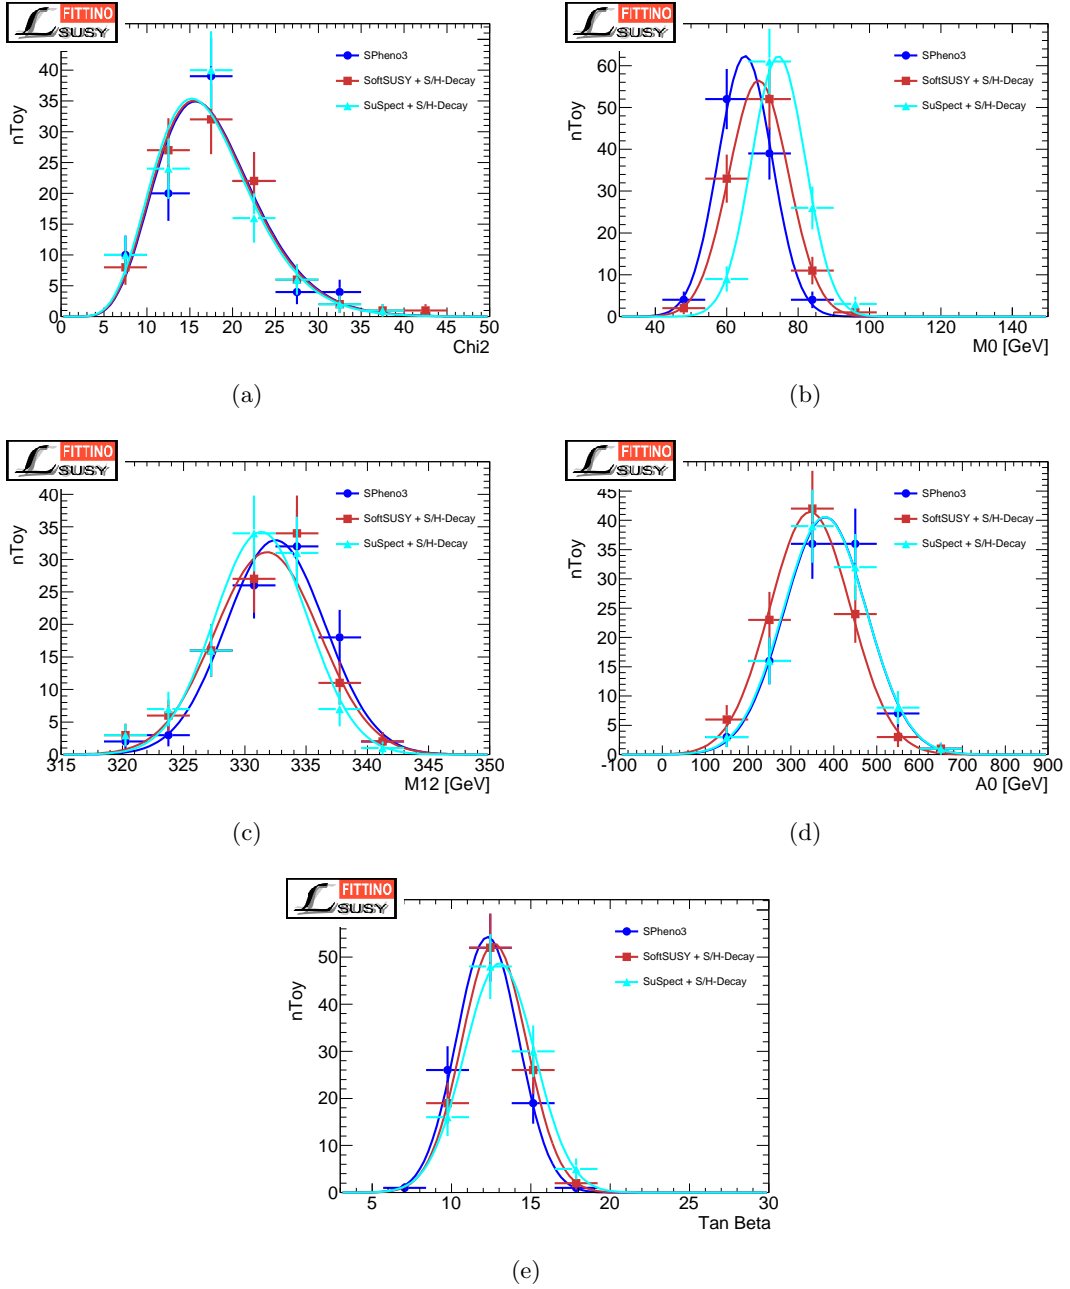 FITTINO
SUSY
SPheno3
SoftSUSY + S/H-Decay
SuSpect + S/H-Decay
nToy
40
35
30
25
20
15
10
5
0
0 5 10 15 20 25 30 35 40 45 50
Chi2
(a)
FITTINO
SUSY
SPheno3
SoftSUSY + S/H-Decay
SuSpect + S/H-Decay
nToy
60
50
40
30
20
10
0
40 60 80 100 120 140
M0 [GeV]
(b)
FITTINO
SUSY
SPheno3
SoftSUSY + S/H-Decay
SuSpect + S/H-Decay
nToy
40
35
30
25
20
15
10
5
0
315 320 325 330 335 340 345 350
M12 [GeV]
(c)
FITTINO
SUSY
SPheno3
SoftSUSY + S/H-Decay
SuSpect + S/H-Decay
nToy
45
40
35
30
25
20
15
10
5
0
-100 0 100 200 300 400 500 600 700 800 900
A0 [GeV]
(d)
FITTINO
SUSY
SPheno3
SoftSUSY + S/H-Decay
SuSpect + S/H-Decay
nToy
50
40
30
20
10
0
5 10 15 20 25 30
Tan Beta
(e)